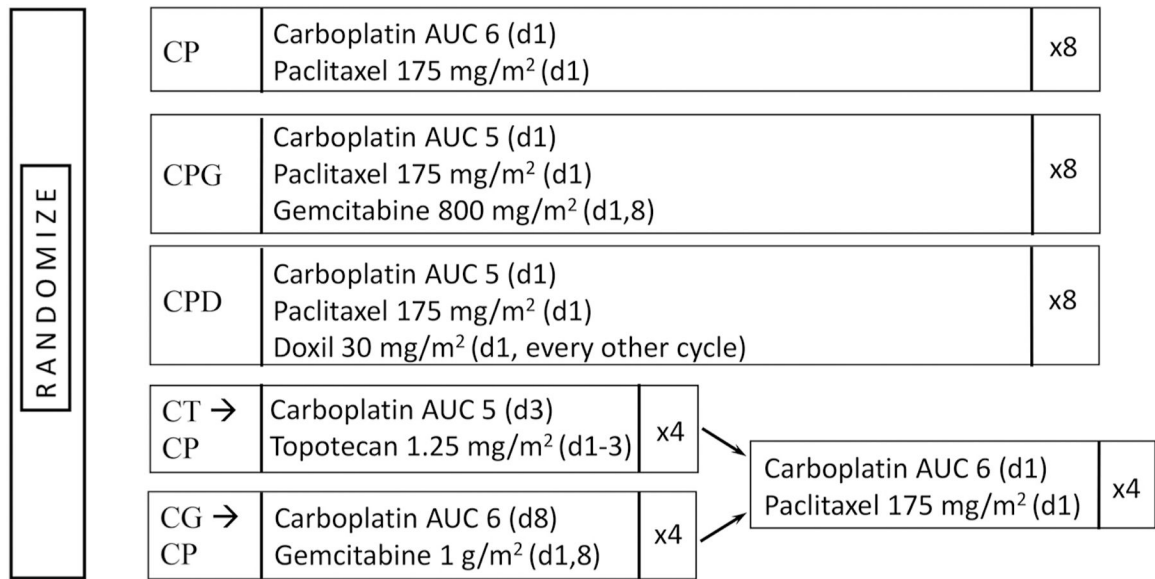 RANDOMIZE
CP
Carboplatin AUC 6 (d1)
Paclitaxel 175 mg/m² (d1)
x8
CPG
Carboplatin AUC 5 (d1)
Paclitaxel 175 mg/m² (d1)
Gemcitabine 800 mg/m² (d1,8)
x8
CPD
Carboplatin AUC 5 (d1)
Paclitaxel 175 mg/m² (d1)
Doxil 30 mg/m² (d1, every other cycle)
x8
CT →
CP
Carboplatin AUC 5 (d3)
Topotecan 1.25 mg/m² (d1-3)
x4
CG →
CP
Carboplatin AUC 6 (d8)
Gemcitabine 1 g/m² (d1,8)
x4
Carboplatin AUC 6 (d1)
Paclitaxel 175 mg/m² (d1)
x4